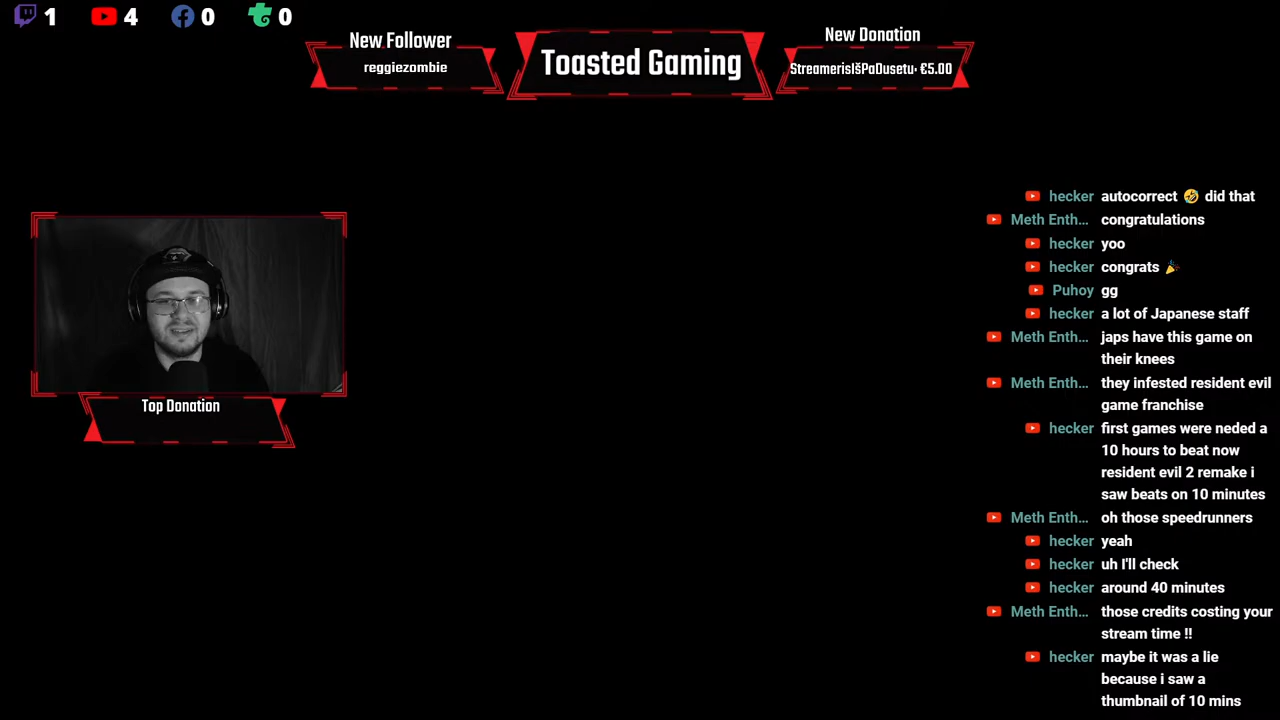 1 4 0 0
New Follower
reggiezombie
Toasted Gaming
New Donation
StreamerisIšPaDusetu· €5.00
Top Donation
hecker autocorrect 🤣 did that
Meth Enth... congratulations
hecker yoo
hecker congrats 🎉
Puhoy gg
hecker a lot of Japanese staff
Meth Enth... japs have this game on
their knees
Meth Enth... they infested resident evil
game franchise
hecker first games were neded a
10 hours to beat now
resident evil 2 remake i
saw beats on 10 minutes
Meth Enth... oh those speedrunners
hecker yeah
hecker uh I'll check
hecker around 40 minutes
Meth Enth... those credits costing your
stream time !!
hecker maybe it was a lie
because i saw a
thumbnail of 10 mins